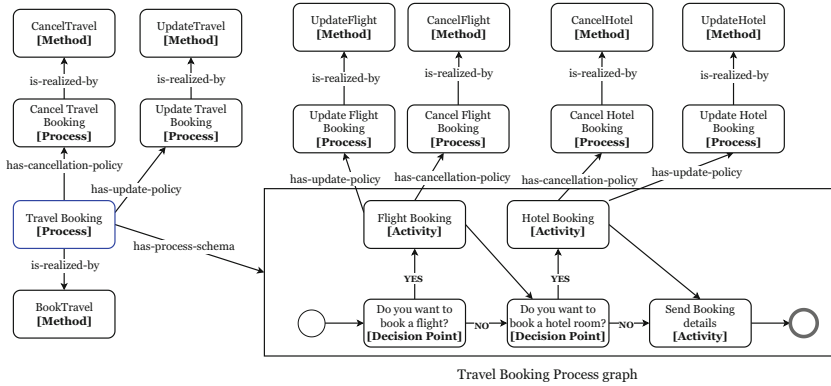 CancelTravel
[Method]
UpdateTravel
[Method]
UpdateFlight
[Method]
CancelFlight
[Method]
CancelHotel
[Method]
UpdateHotel
[Method]
is-realized-by
is-realized-by
is-realized-by
is-realized-by
is-realized-by
is-realized-by
Cancel Travel
Booking
[Process]
Update Travel
Booking
[Process]
Update Flight
Booking
[Process]
Cancel Flight
Booking
[Process]
Cancel Hotel
Booking
[Process]
Update Hotel
Booking
[Process]
has-cancellation-policy
has-update-policy
has-update-policy
has-cancellation-policy
has-cancellation-policy
has-update-policy
Travel Booking
[Process]
has-process-schema
Flight Booking
[Activity]
Hotel Booking
[Activity]
is-realized-by
YES
YES
BookTravel
[Method]
Do you want to
book a flight?
[Decision Point]
NO
Do you want to
book a hotel room?
[Decision Point]
NO
Send Booking
details
[Activity]
Travel Booking Process graph